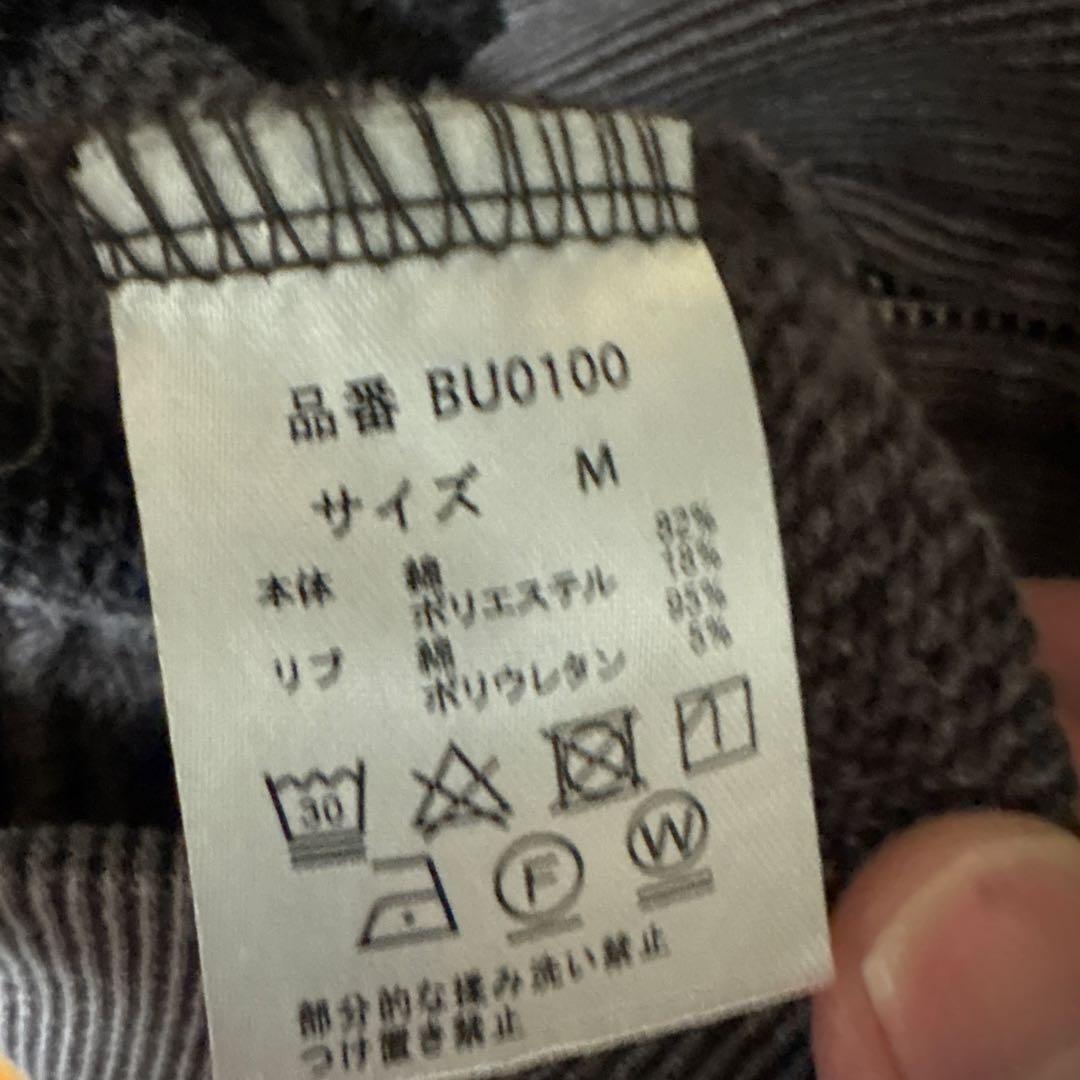 品番 BU0100
サイズ M
本体 綿 82%
ポリエステル 18%
リブ 綿 95%
ポリウレタン 5%
30
F W
部分的な揉み洗い禁止
つけ置き禁止